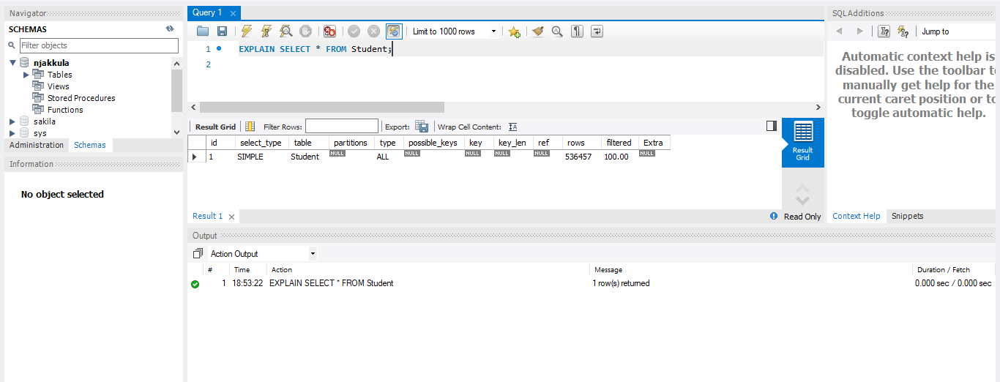 Navigator
SCHEMAS
Filter objects
njakkula
Tables
Views
Stored Procedures
Functions
sakila
sys
Administration Schemas
Information
No object selected
Query 1
Limit to 1000 rows
1 EXPLAIN SELECT * FROM Student;
2
Result Grid Filter Rows: Export: Wrap Cell Content: IA
id select_type table partitions type possible_keys key key_len ref rows filtered Extra
1 SIMPLE Student NULL ALL NULL NULL NULL NULL 536457 100.00 NULL
Result Grid
Result 1
Read Only
SQLAdditions
Jump to
Automatic context help is
disabled. Use the toolbar to
manually get help for the
current caret position or to
toggle automatic help.
Context Help Snippets
Output
Action Output
# Time Action Message Duration / Fetch
1 18:53:22 EXPLAIN SELECT * FROM Student 1 row(s) returned 0.000 sec / 0.000 sec